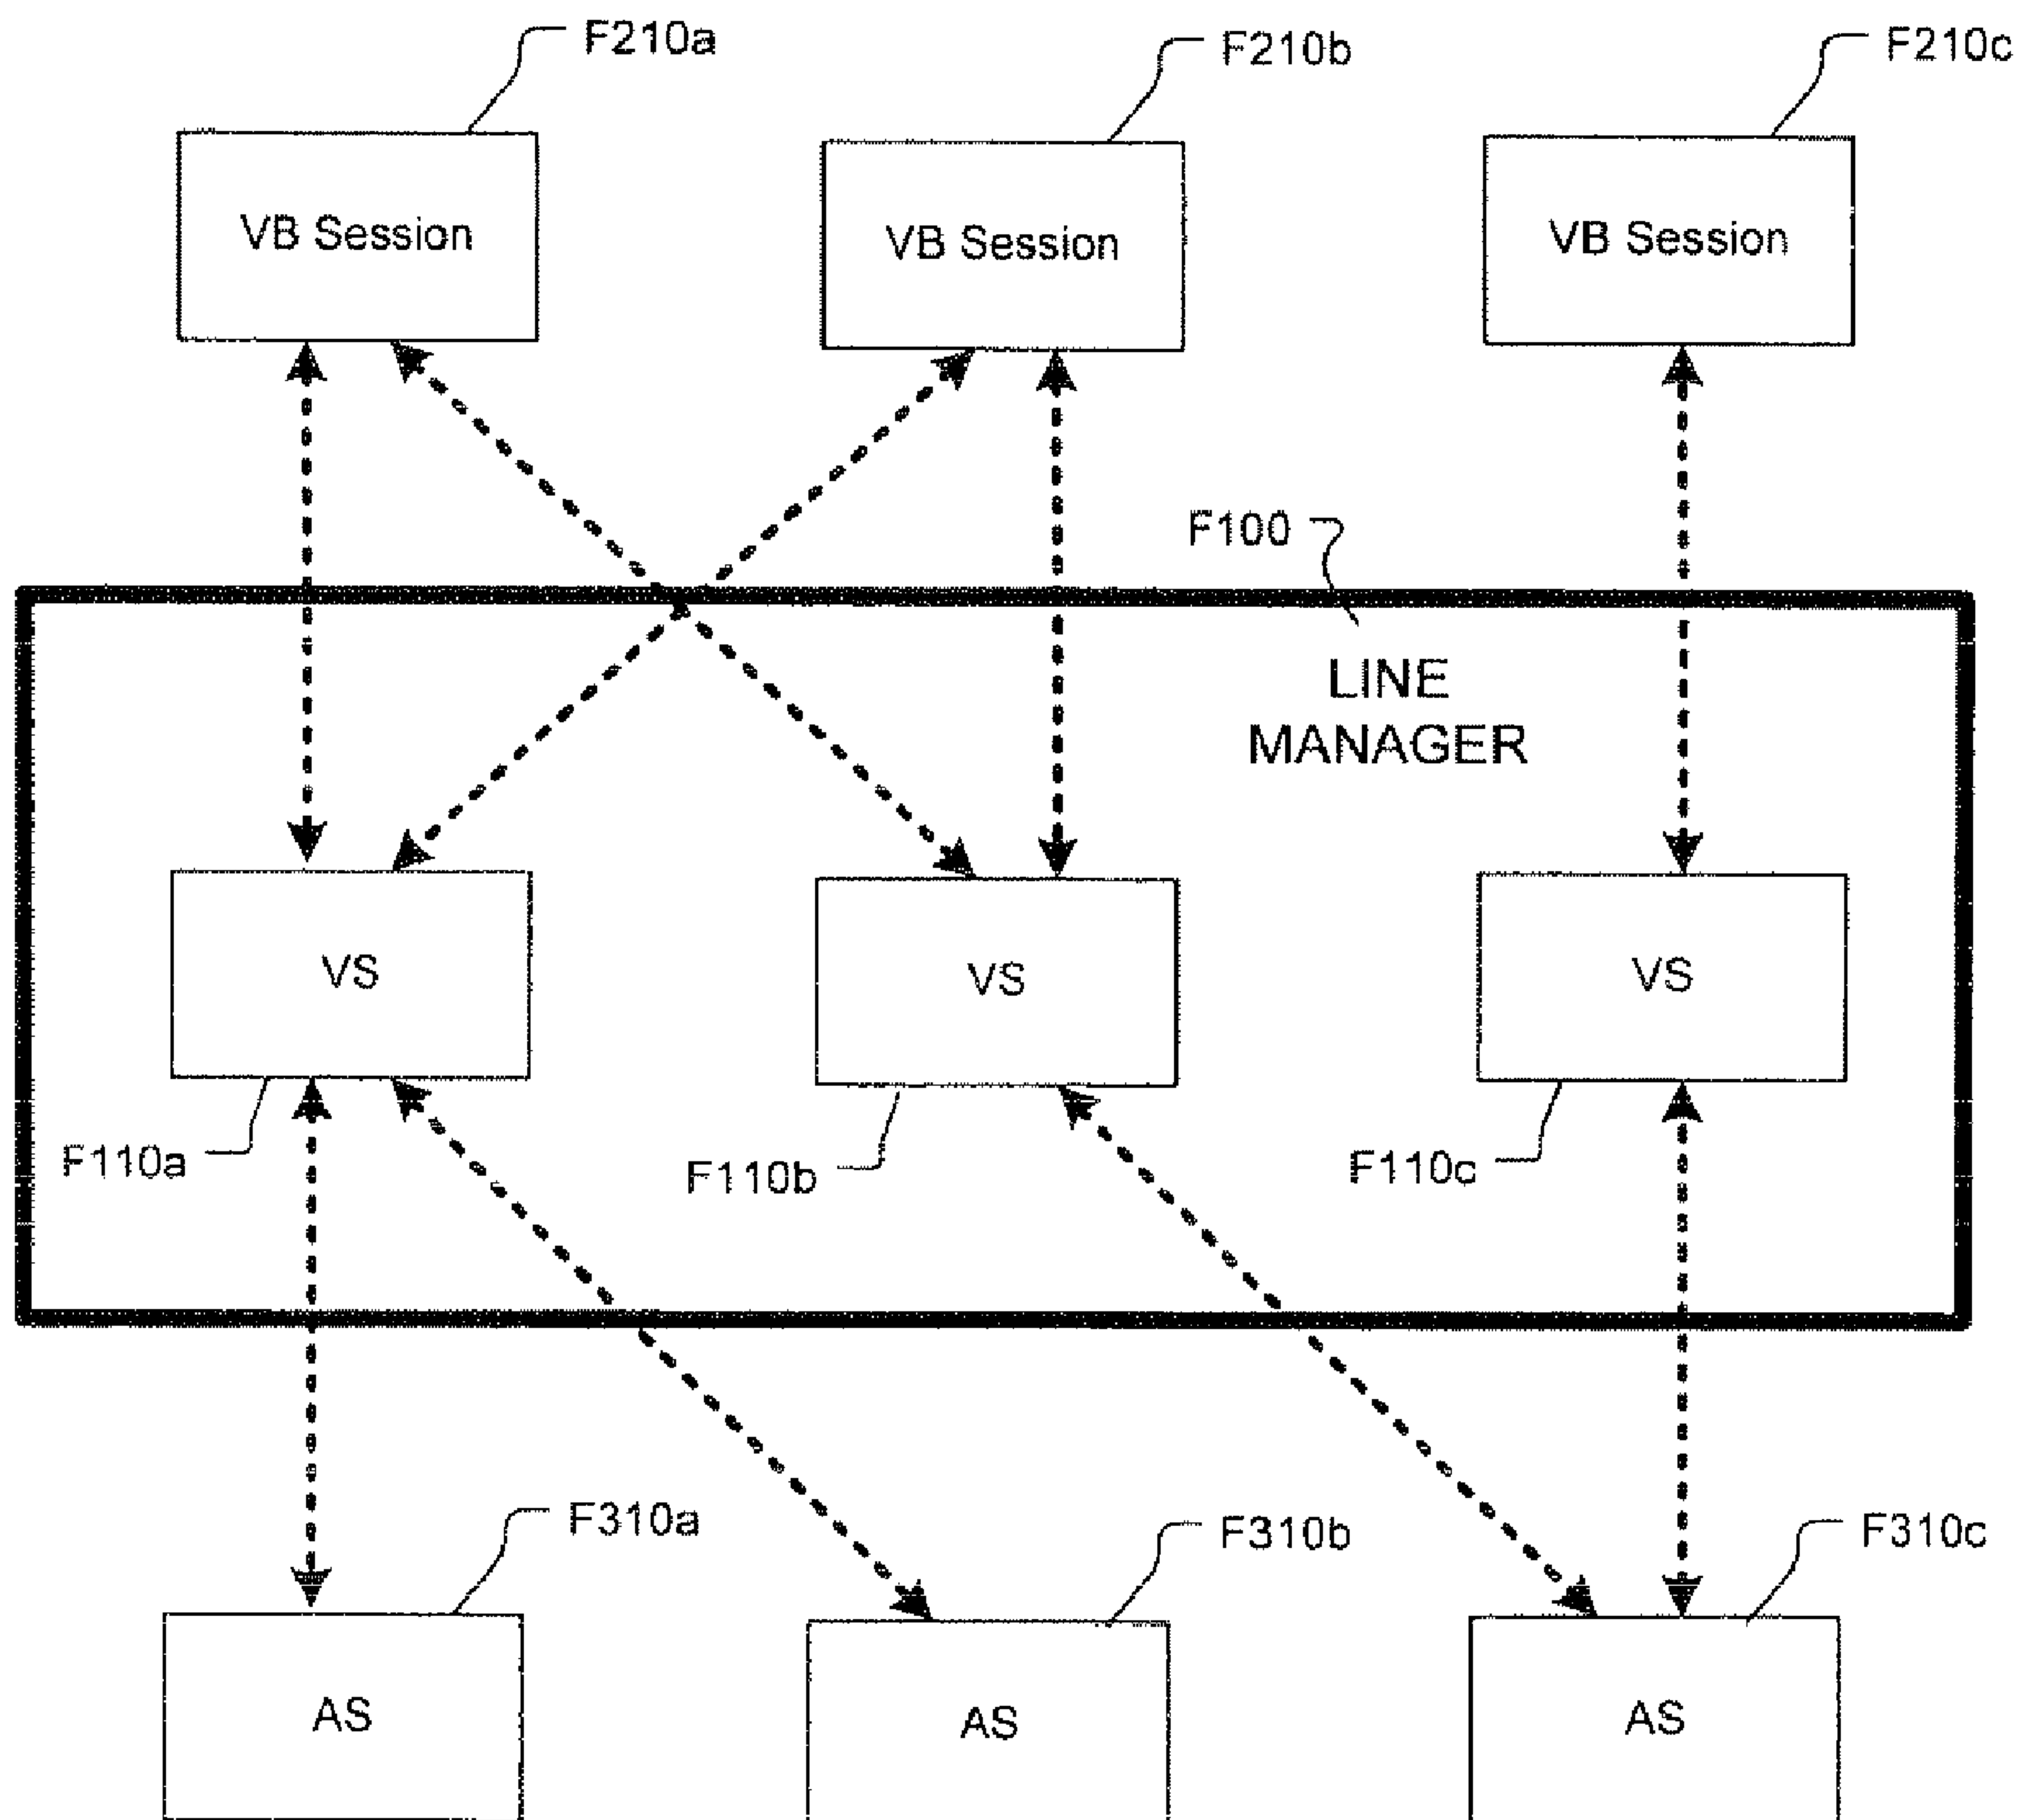 F210a
F210b
F210c
VB Session
VB Session
VB Session
F100
LINE
MANAGER
VS
VS
VS
F110a
F110b
F110c
F310a
F310b
F310c
AS
AS
AS